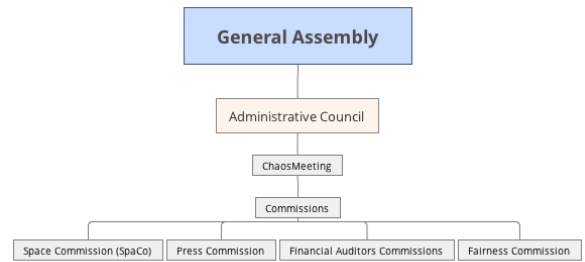 General Assembly
Administrative Council
ChaosMeeting
Commissions
Space Commission (SpaCo)
Press Commission
Financial Auditors Commissions
Fairness Commission